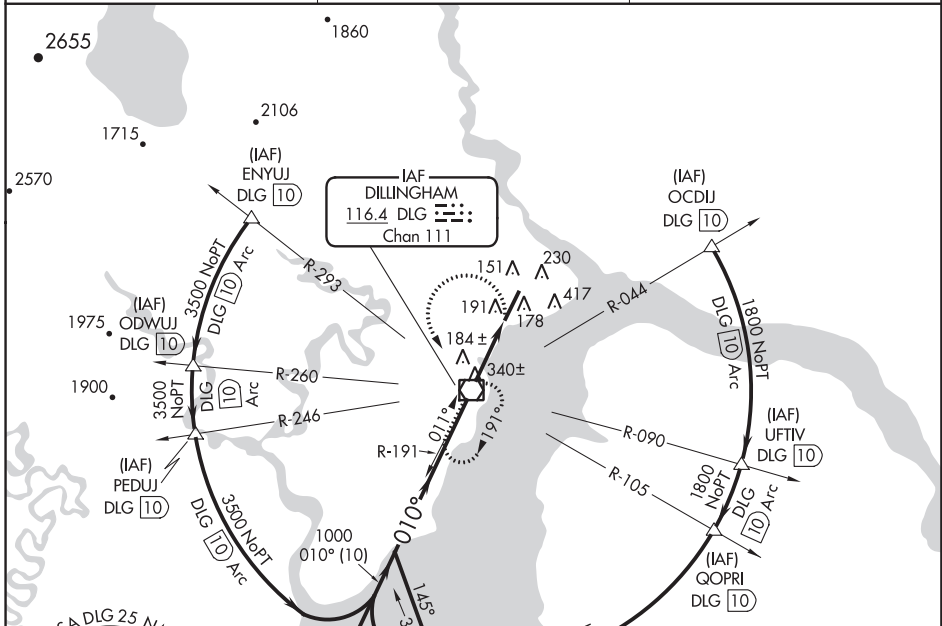 1860
2655
2106
1715
2570
(IAF)
ENYUJ
DLG 10
IAF
DILLINGHAM
116.4 DLG
Chan 111
(IAF)
OCDIJ
DLG 10
R-293
3500 NoPT
DLG 10 Arc
151
230
191
178
417
R-044
(IAF)
ODWUJ
DLG 10
1975
1800 NoPT
DLG 10 Arc
184±
340±
R-260
1900
3500
NoPT
DLG 10 Arc
R-246
011°
191°
R-191
R-090
(IAF)
UFTIV
DLG 10
(IAF)
PEDUJ
DLG 10
R-105
1800
NoPT
DLG 10 Arc
3500 NoPT
DLG 10 Arc
010°
1000
010° (10)
(IAF)
QOPRI
DLG 10
145°
3
SA DLG 25 N